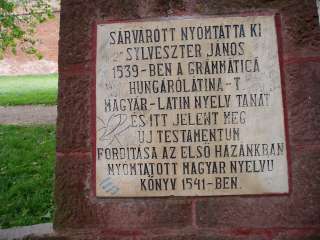 SÁRVÁROTT NYOMTATTA KI
SYLVESZTER JÁNOS
1539-BEN A GRAMMATICA
HUNGAROLATINA-T
MAGYAR-LATIN NYELV TANÁT
ÉS ITT JELENT MEG
ÚJ TESTAMENTUM
FORDÍTÁSA AZ ELSŐ HAZÁNKBAN
NYOMTATOTT MAGYAR NYELVŰ
KÖNYV 1541-BEN.